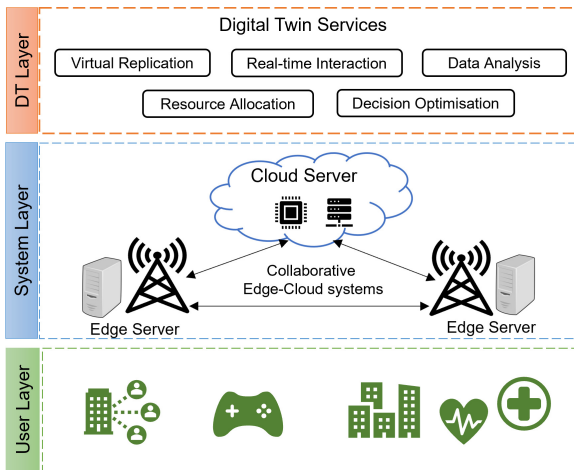 DT Layer
Digital Twin Services
Virtual Replication
Real-time Interaction
Data Analysis
Resource Allocation
Decision Optimisation
System Layer
Cloud Server
Collaborative
Edge-Cloud systems
Edge Server
Edge Server
User Layer